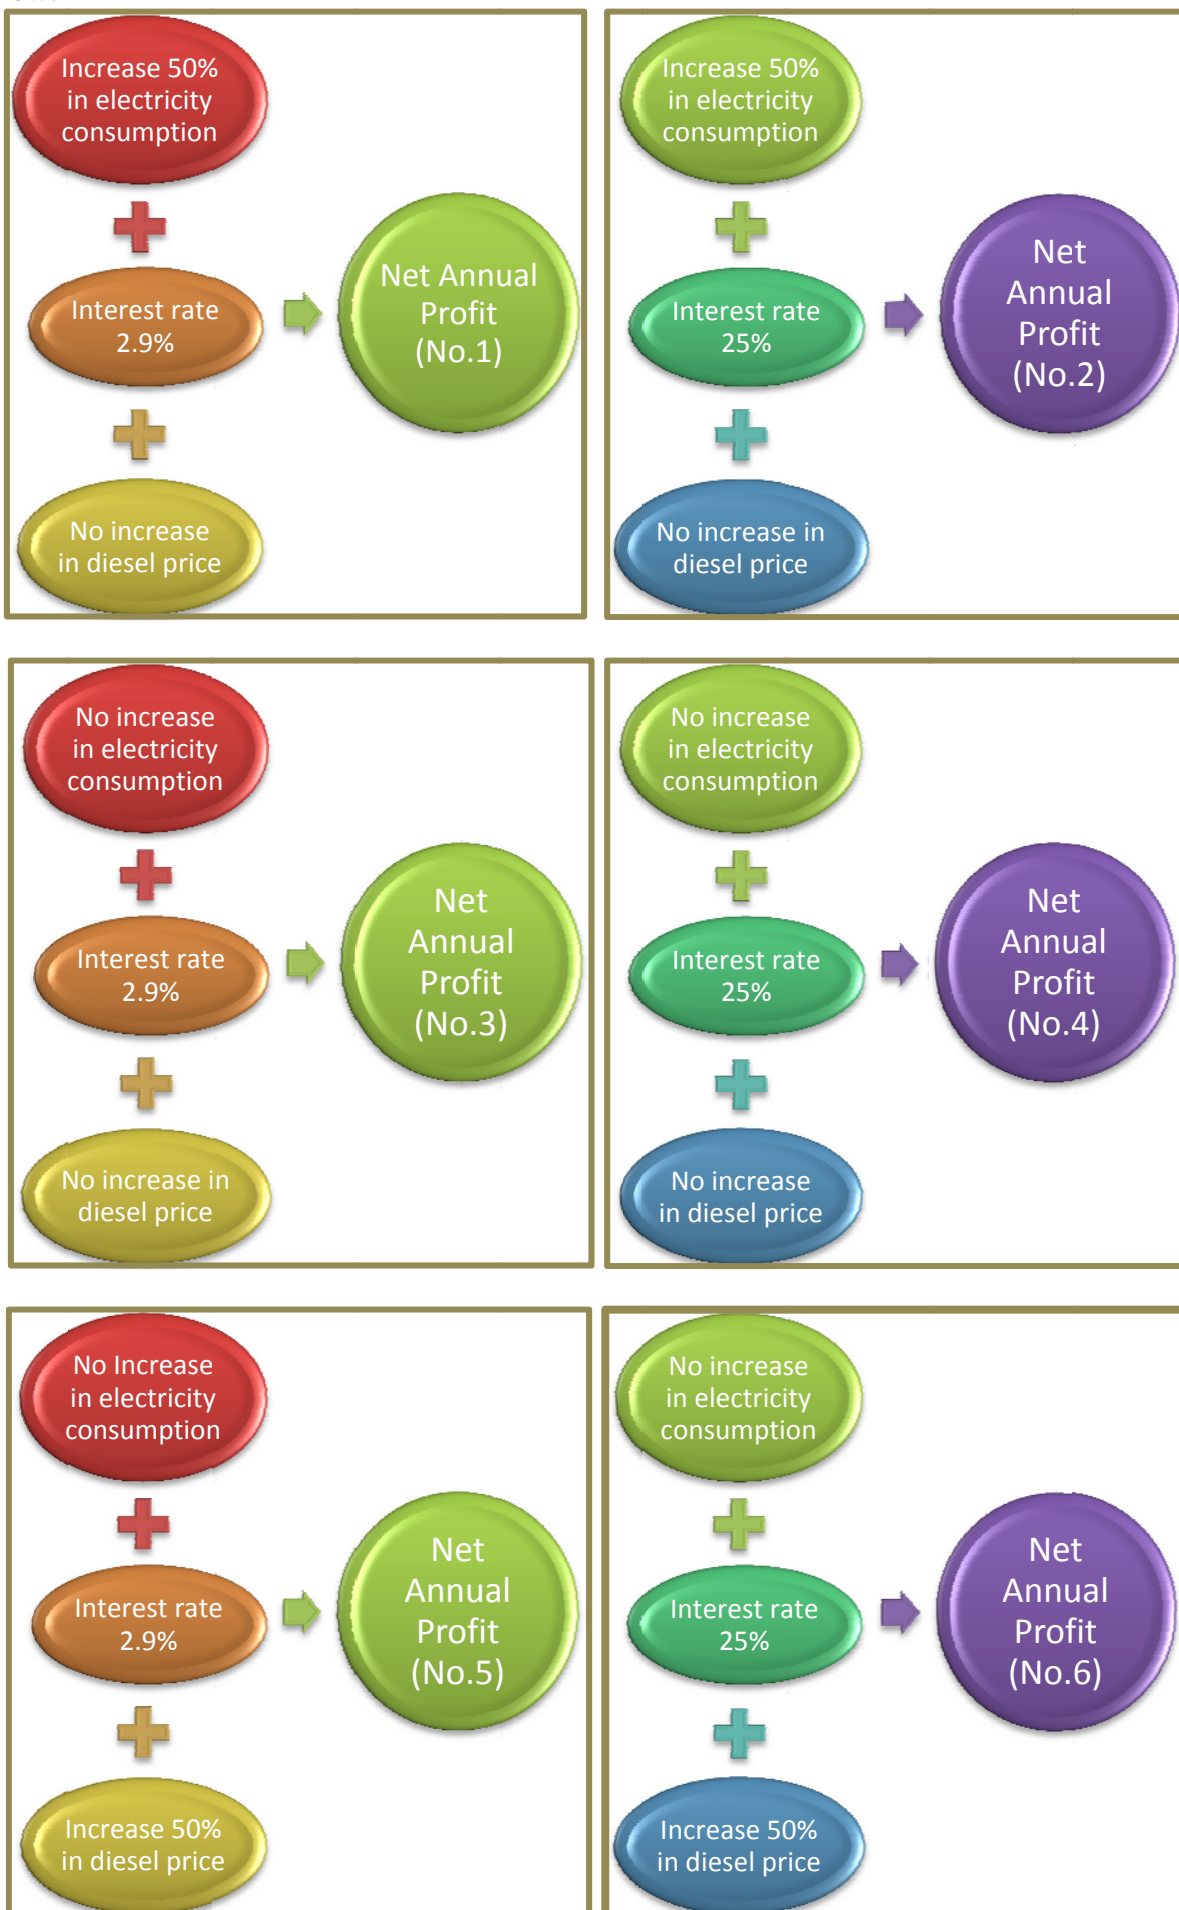 Increase 50%
in electricity
consumption
Interest rate
2.9%
No increase
in diesel price
Net Annual
Profit
(No.1)
Increase 50%
in electricity
consumption
Interest rate
25%
No increase in
diesel price
Net
Annual
Profit
(No.2)
No increase
in electricity
consumption
Interest rate
2.9%
No increase in
diesel price
Net
Annual
Profit
(No.3)
No increase
in electricity
consumption
Interest rate
25%
No increase
in diesel price
Net
Annual
Profit
(No.4)
No Increase
in electricity
consumption
Interest rate
2.9%
Increase 50%
in diesel price
Net
Annual
Profit
(No.5)
No increase
in electricity
consumption
Interest rate
25%
Increase 50%
in diesel price
Net
Annual
Profit
(No.6)